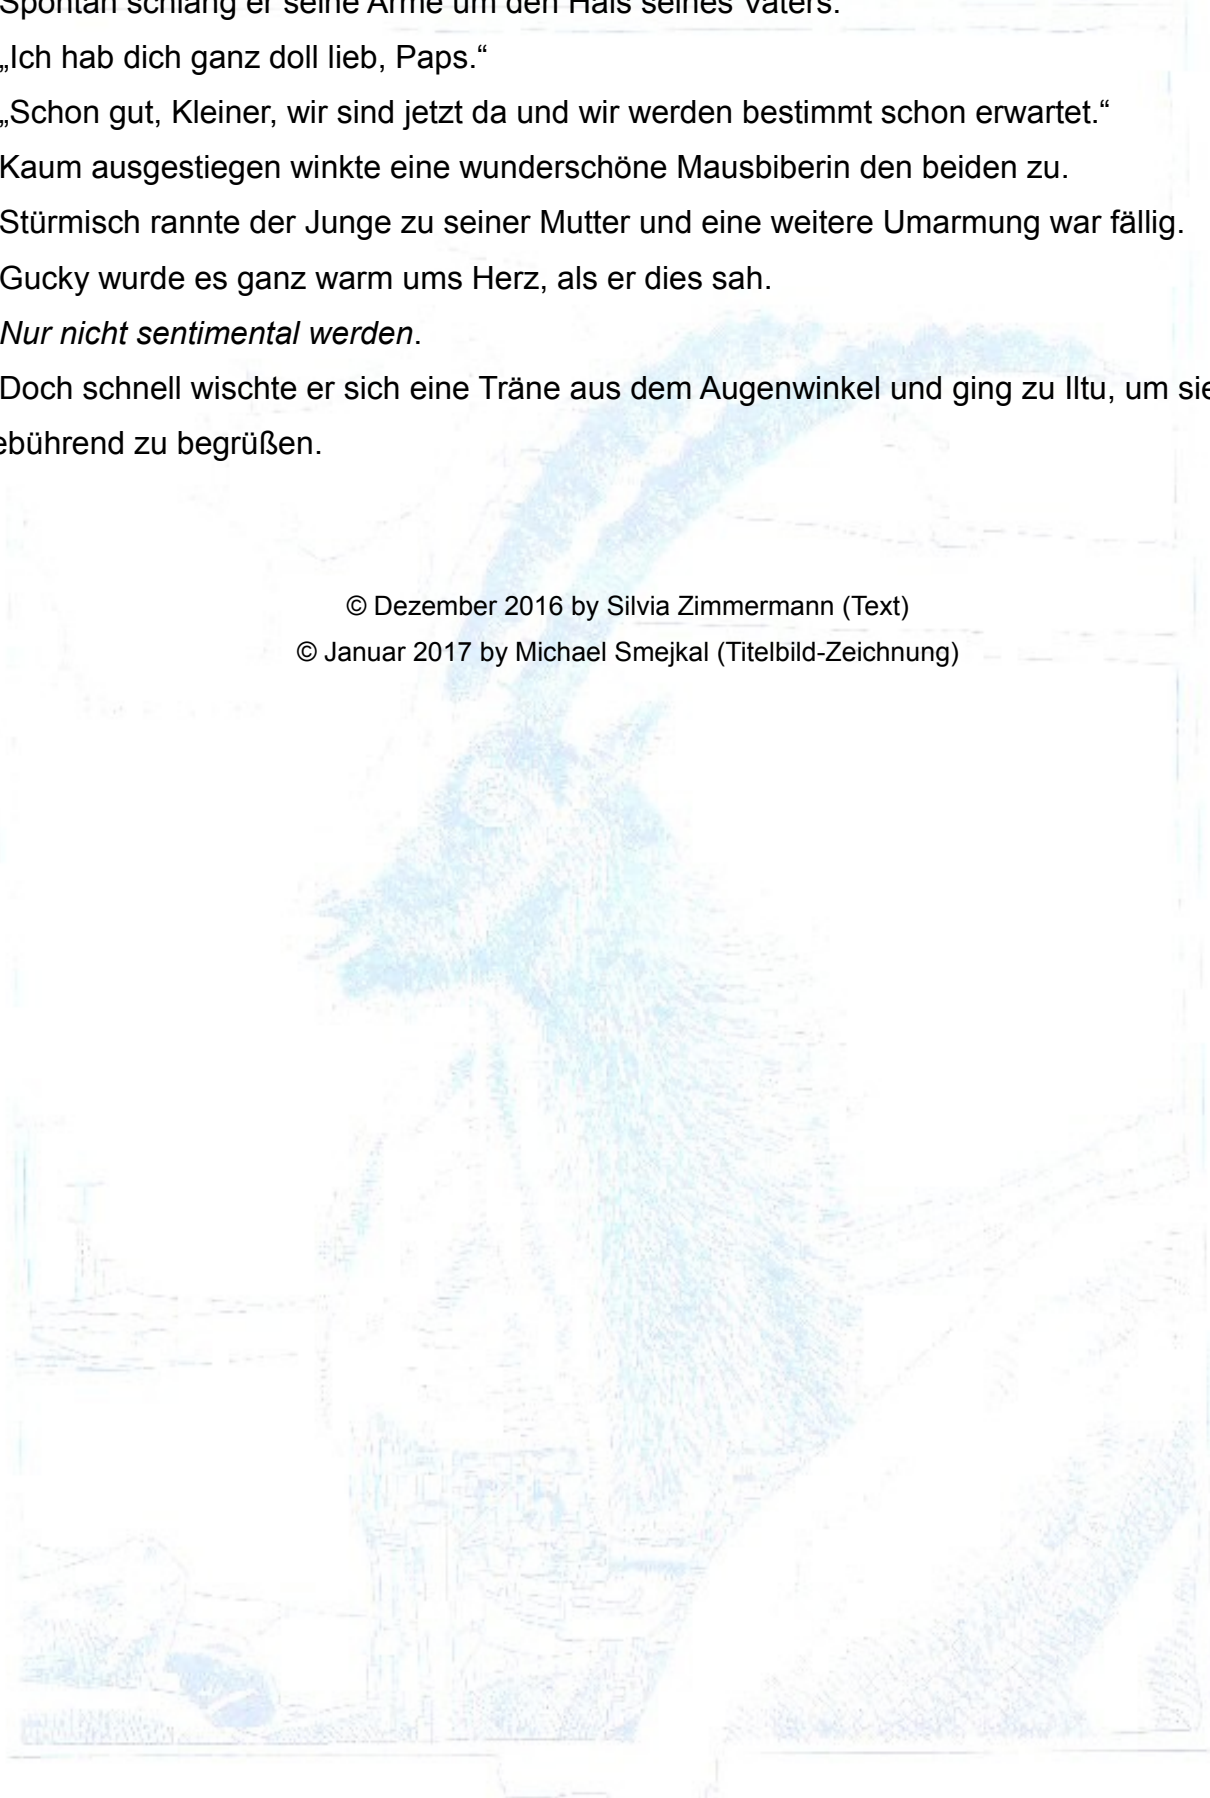 Spontan schlang er seine Arme um den Hals seines Vaters.
„Ich hab dich ganz doll lieb, Paps.“
„Schon gut, Kleiner, wir sind jetzt da und wir werden bestimmt schon erwartet.“
Kaum ausgestiegen winkte eine wunderschöne Mausbiberin den beiden zu.
Stürmisch rannte der Junge zu seiner Mutter und eine weitere Umarmung war fällig.
Gucky wurde es ganz warm ums Herz, als er dies sah.
Nur nicht sentimental werden.
Doch schnell wischte er sich eine Träne aus dem Augenwinkel und ging zu Iltu, um sie
ebührend zu begrüßen.
© Dezember 2016 by Silvia Zimmermann (Text)
© Januar 2017 by Michael Smejkal (Titelbild-Zeichnung)